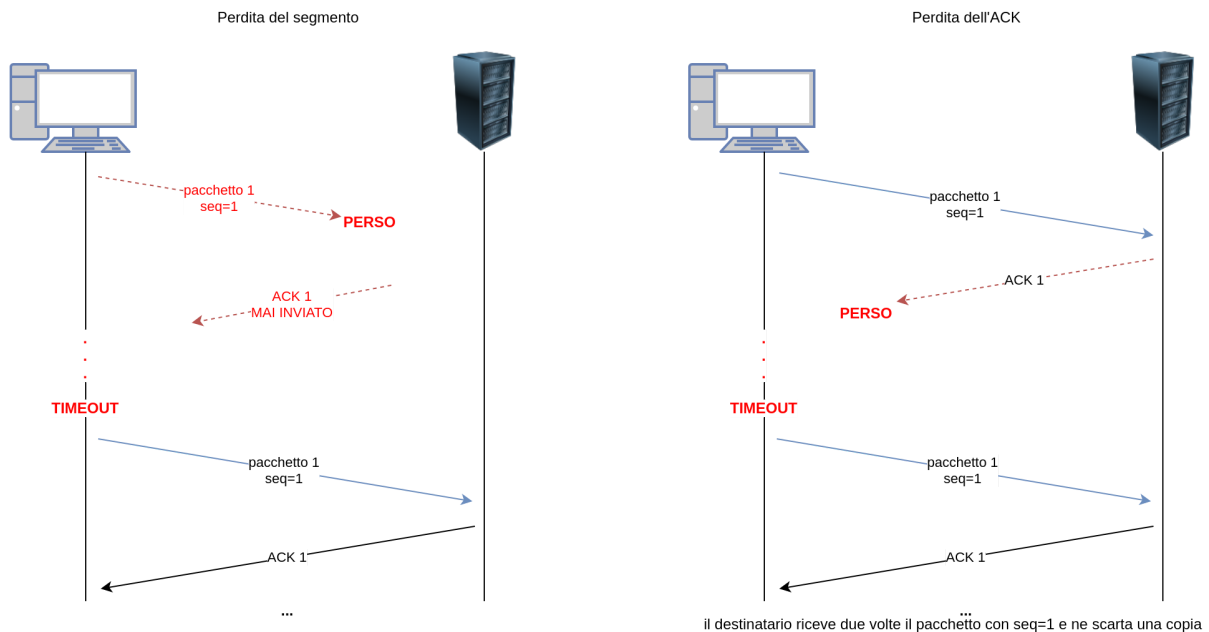 Perdita del segmento
pacchetto 1
seq=1
PERSO
ACK 1
MAI INVIATO
TIMEOUT
pacchetto 1
seq=1
ACK 1
...
Perdita dell'ACK
pacchetto 1
seq=1
ACK 1
PERSO
TIMEOUT
pacchetto 1
seq=1
ACK 1
...
il destinatario riceve due volte il pacchetto con seq=1 e ne scarta una copia